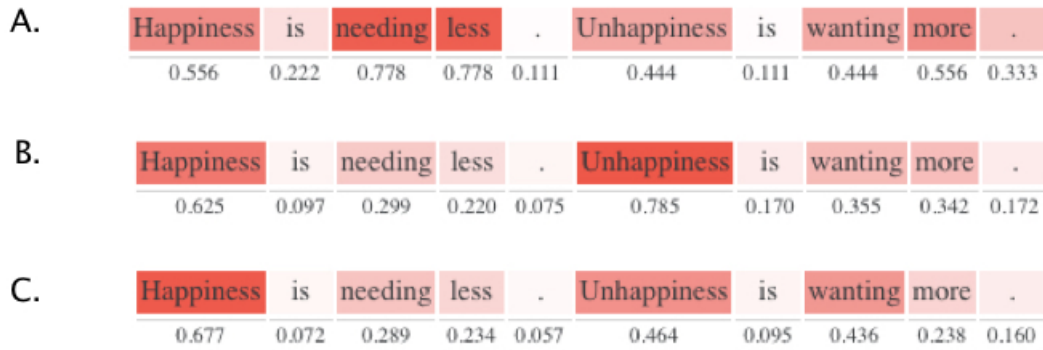 A. Happiness is needing less . Unhappiness is wanting more .
0.556 0.222 0.778 0.778 0.111 0.444 0.111 0.444 0.556 0.333
B. Happiness is needing less . Unhappiness is wanting more .
0.625 0.097 0.299 0.220 0.075 0.785 0.170 0.355 0.342 0.172
C. Happiness is needing less . Unhappiness is wanting more .
0.677 0.072 0.289 0.234 0.057 0.464 0.095 0.436 0.238 0.160